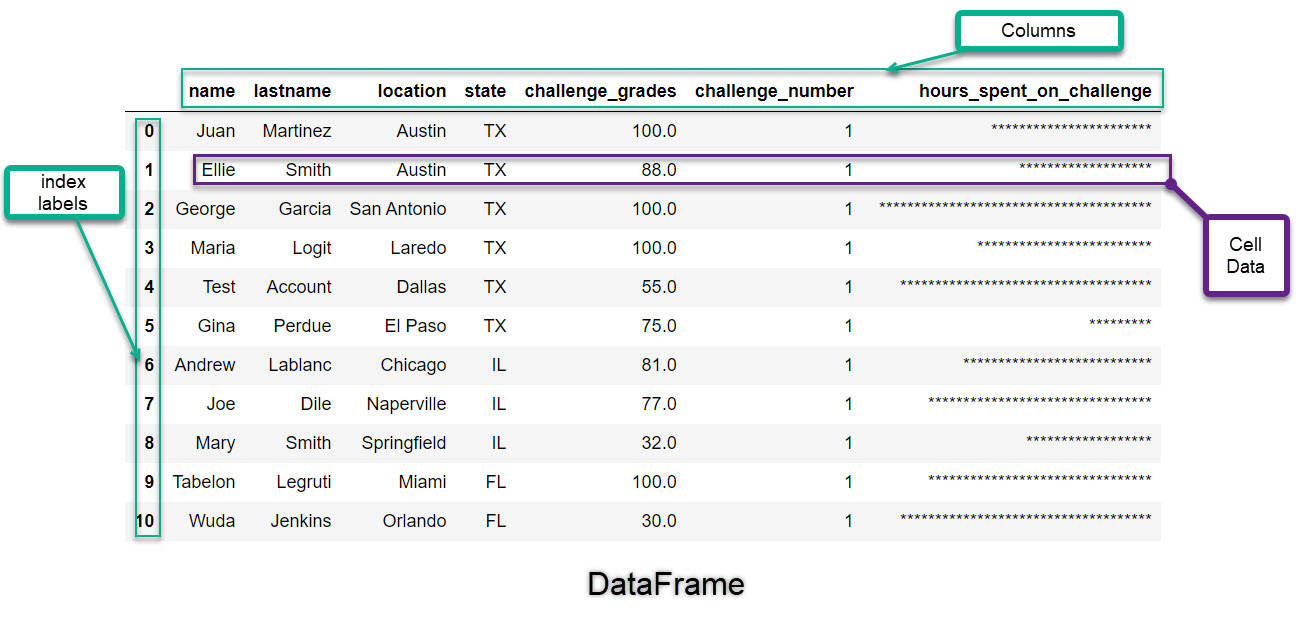 Columns
name lastname location state challenge_grades challenge_number hours_spent_on_challenge
0 Juan Martinez Austin TX 100.0 1 ***********************
1 Ellie Smith Austin TX 88.0 1 *******************
index
labels
2 George Garcia San Antonio TX 100.0 1 ***************************************
3 Maria Logit Laredo TX 100.0 1 *************************
Cell
Data
4 Test Account Dallas TX 55.0 1 ************************************
5 Gina Perdue El Paso TX 75.0 1 *********
6 Andrew Lablanc Chicago IL 81.0 1 ***************************
7 Joe Dile Naperville IL 77.0 1 ********************************
8 Mary Smith Springfield IL 32.0 1 ******************
9 Tabelon Legruti Miami FL 100.0 1 ********************************
10 Wuda Jenkins Orlando FL 30.0 1 ************************************
DataFrame